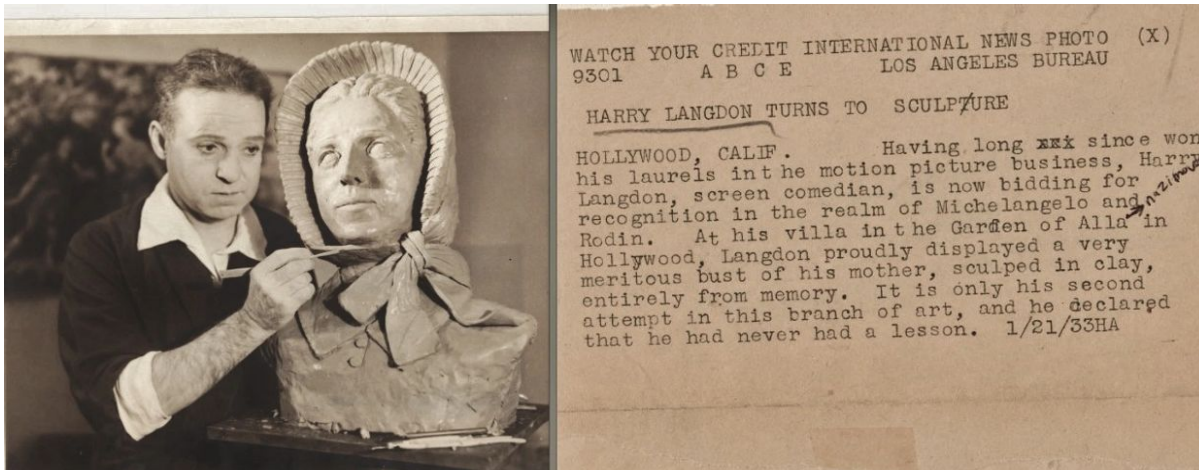 WATCH YOUR CREDIT INTERNATIONAL NEWS PHOTO (X)
9301 A B C E LOS ANGELES BUREAU
HARRY LANGDON TURNS TO SCULPTURE
HOLLYWOOD, CALIF. Having long xxx since won
his laurels int he motion picture business, Harry
Langdon, screen comedian, is now bidding for
recognition in the realm of Michelangelo and
Rodin. At his villa in the Garden of Alla nazimova in
Hollywood, Langdon proudly displayed a very
meritous bust of his mother, sculped in clay,
entirely from memory. It is only his second
attempt in this branch of art, and he declared
that he had never had a lesson. 1/21/33HA